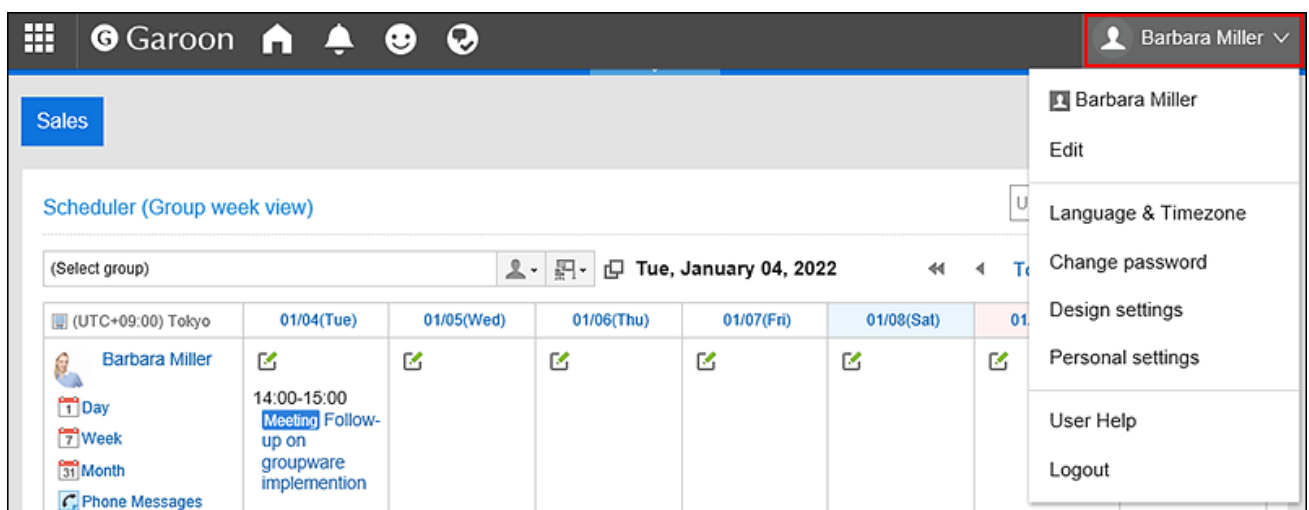 Garoon
Barbara Miller
Sales
Barbara Miller
Edit
Language & Timezone
Change password
Design settings
Personal settings
User Help
Logout
Scheduler (Group week view)
(Select group)
Tue, January 04, 2022
(UTC+09:00) Tokyo
01/04(Tue)
01/05(Wed)
01/06(Thu)
01/07(Fri)
01/08(Sat)
Barbara Miller
1 Day
7 Week
31 Month
Phone Messages
14:00-15:00
Meeting Follow-
up on
groupware
implemention